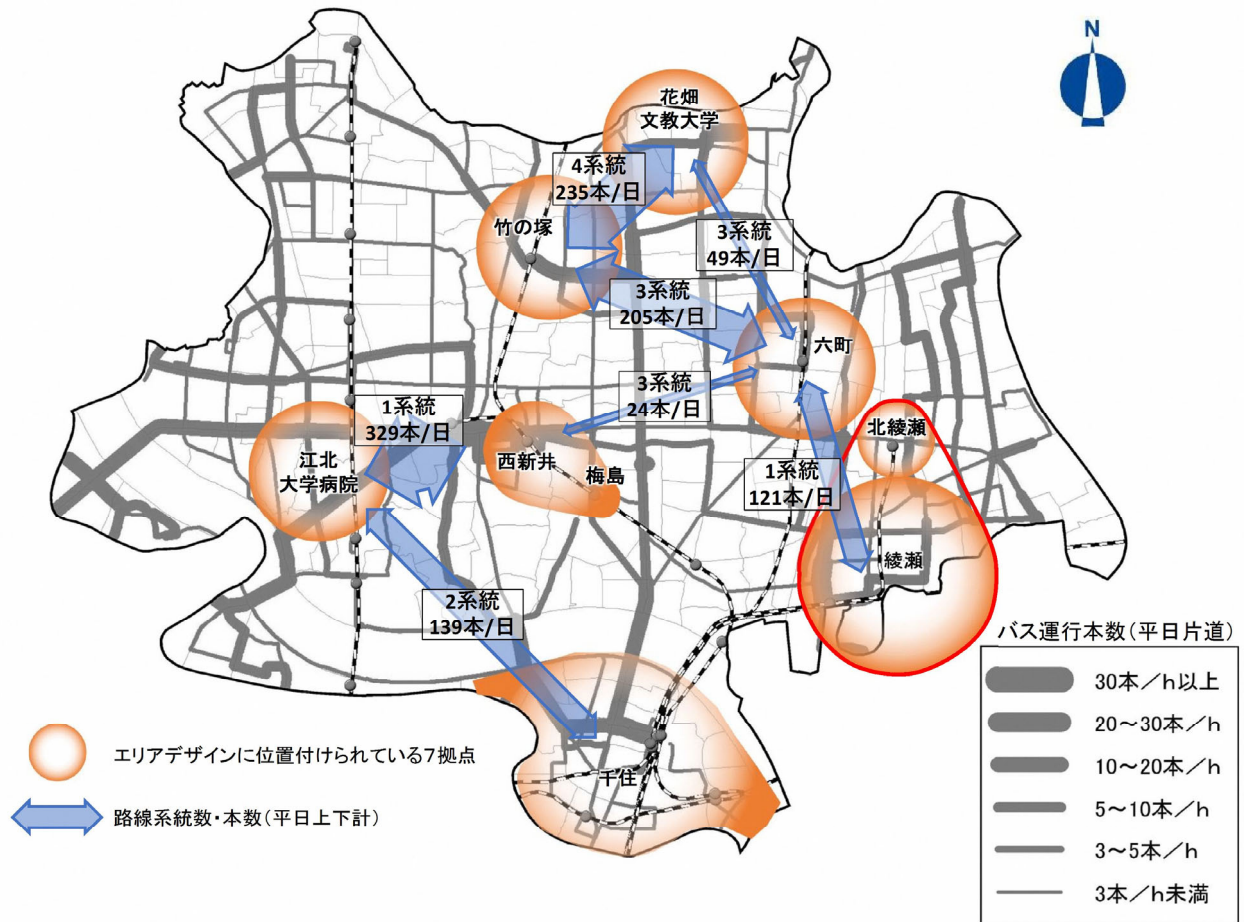 N
花畑
文教大学
4系統
235本/日
竹の塚
3系統
49本/日
3系統
205本/日
六町
3系統
24本/日
1系統
329本/日
北綾瀬
江北
大学病院
西新井
梅島
1系統
121本/日
綾瀬
2系統
139本/日
千住
エリアデザインに位置付けられている7拠点
路線系統数・本数(平日上下計)
バス運行本数(平日片道)
30本/h以上
20~30本/h
10~20本/h
5~10本/h
3~5本/h
3本/h未満